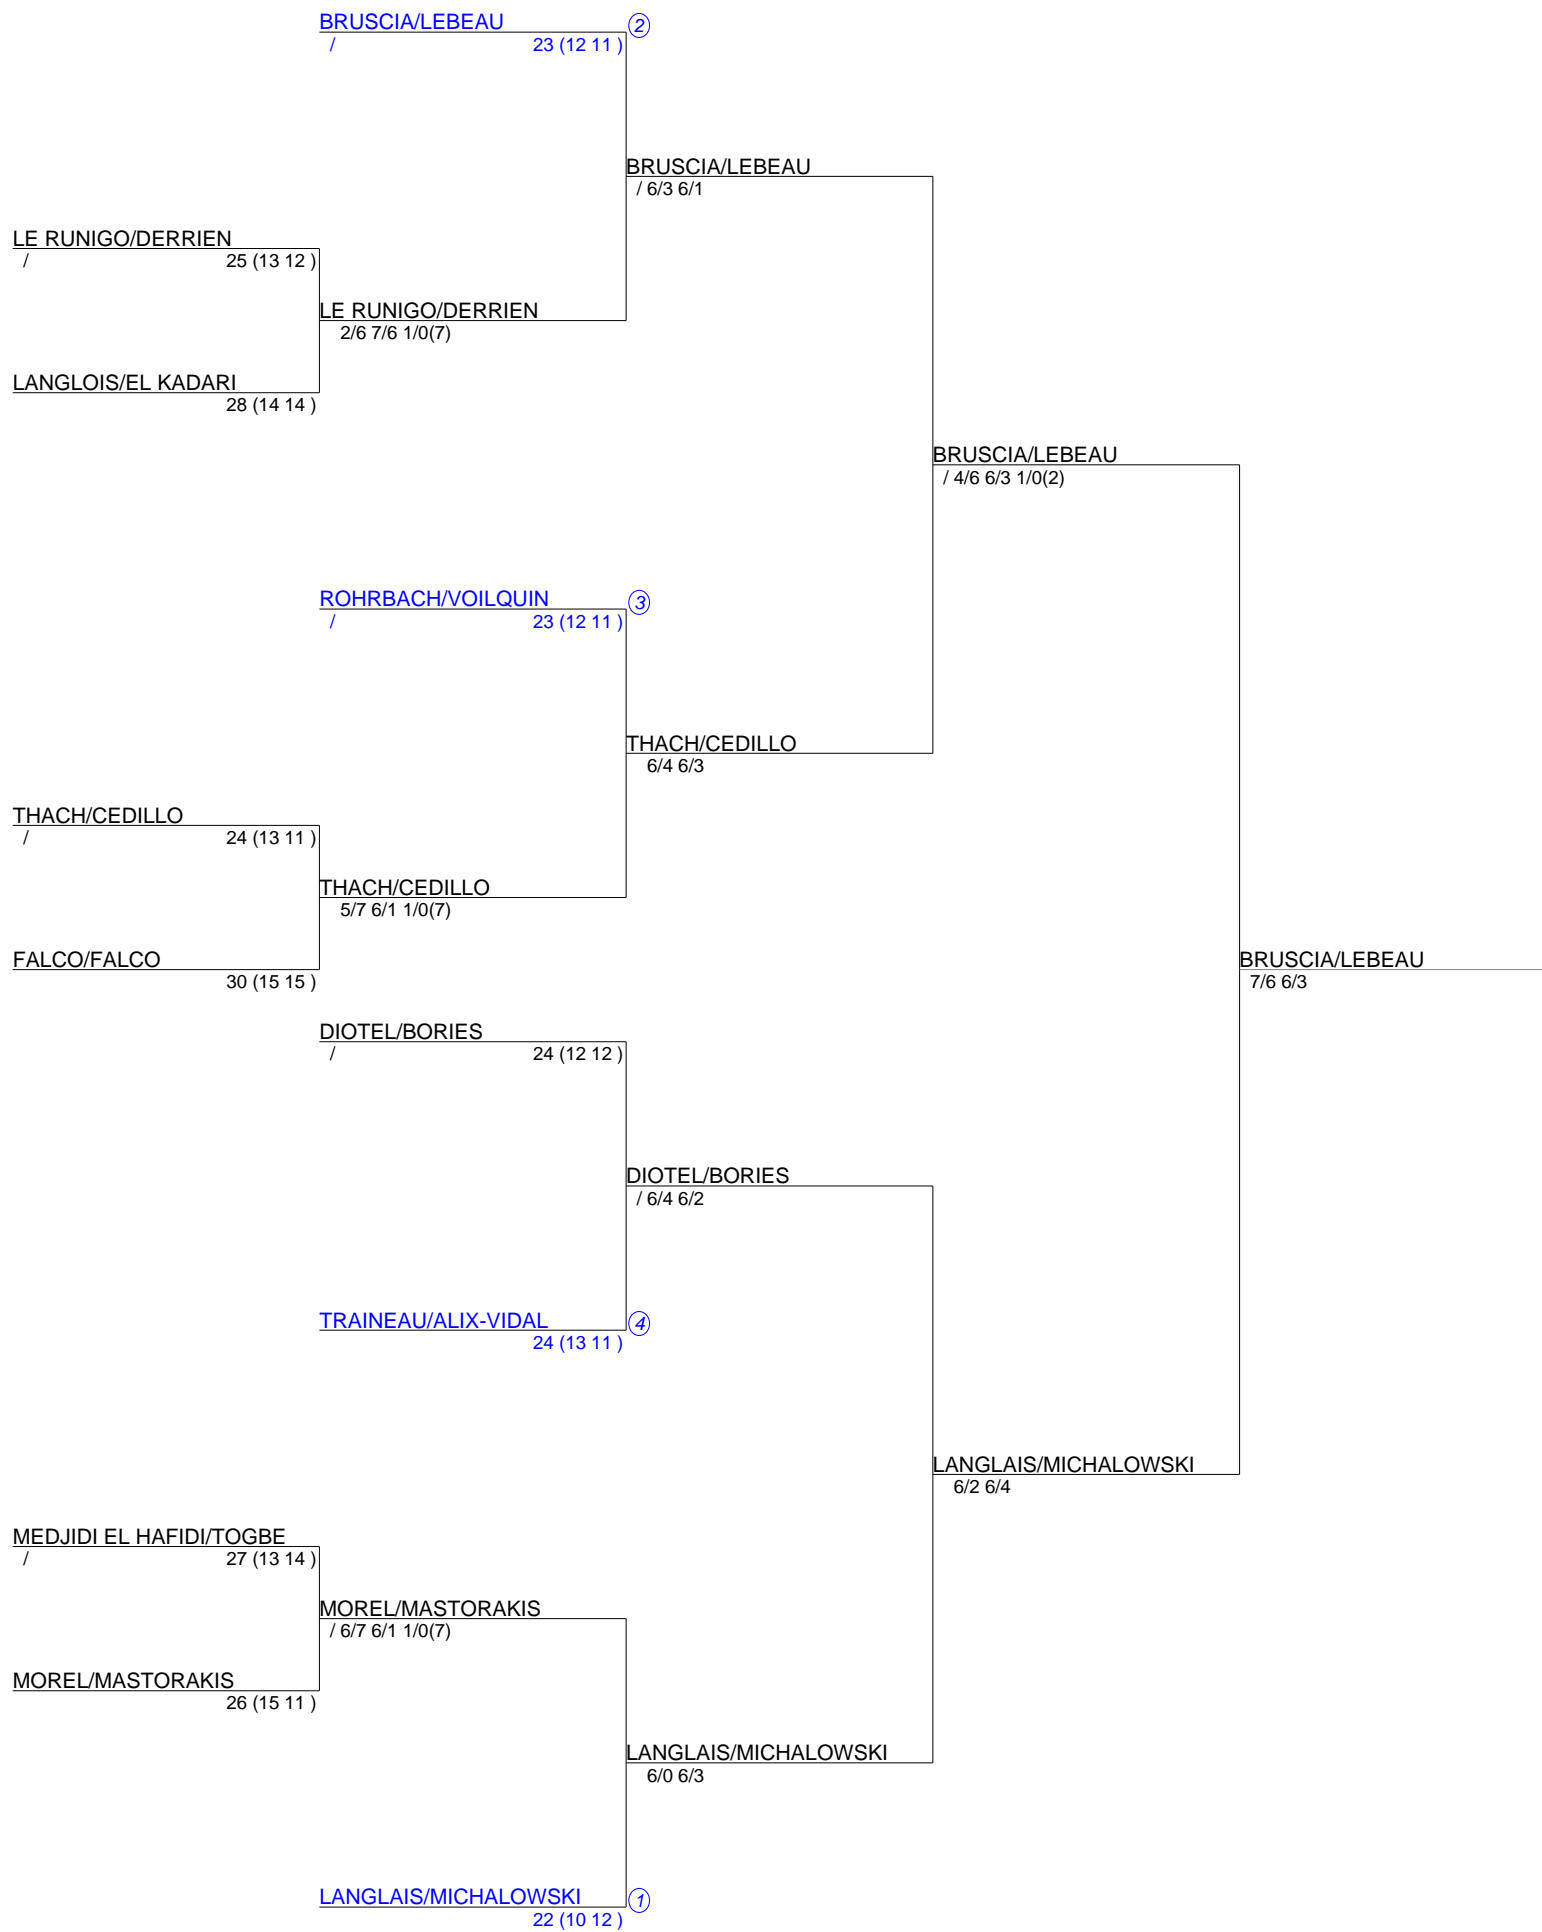 BRUSCIA/LEBEAU 2
/ 23 (12 11 )
BRUSCIA/LEBEAU
/ 6/3 6/1
LE RUNIGO/DERRIEN
/ 25 (13 12 )
LE RUNIGO/DERRIEN
2/6 7/6 1/0(7)
LANGLOIS/EL KADARI
28 (14 14 )
BRUSCIA/LEBEAU
/ 4/6 6/3 1/0(2)
ROHRBACH/VOILQUIN 3
/ 23 (12 11 )
THACH/CEDILLO
6/4 6/3
THACH/CEDILLO
/ 24 (13 11 )
THACH/CEDILLO
5/7 6/1 1/0(7)
FALCO/FALCO
30 (15 15 )
BRUSCIA/LEBEAU
7/6 6/3
DIOTEL/BORIES
/ 24 (12 12 )
DIOTEL/BORIES
/ 6/4 6/2
TRAINEAU/ALIX-VIDAL 4
24 (13 11 )
LANGLAIS/MICHALOWSKI
6/2 6/4
MEDJIDI EL HAFIDI/TOGBE
/ 27 (13 14 )
MOREL/MASTORAKIS
/ 6/7 6/1 1/0(7)
MOREL/MASTORAKIS
26 (15 11 )
LANGLAIS/MICHALOWSKI
6/0 6/3
LANGLAIS/MICHALOWSKI 1
22 (10 12 )